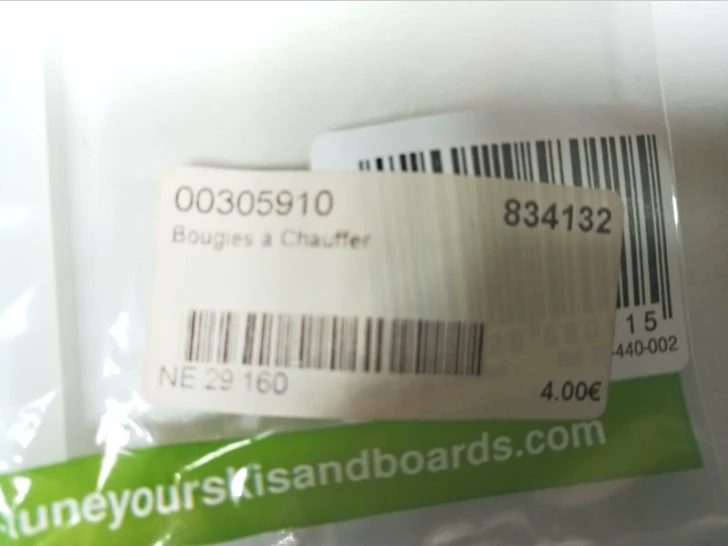 00305910
834132
Bougies à Chauffer
15
-440-002
NE 29 160
4.00€
uneyourskisandboards.com